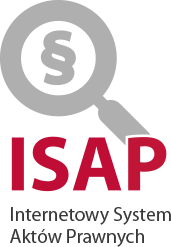 §
ISAP
Internetowy System
Aktów Prawnych